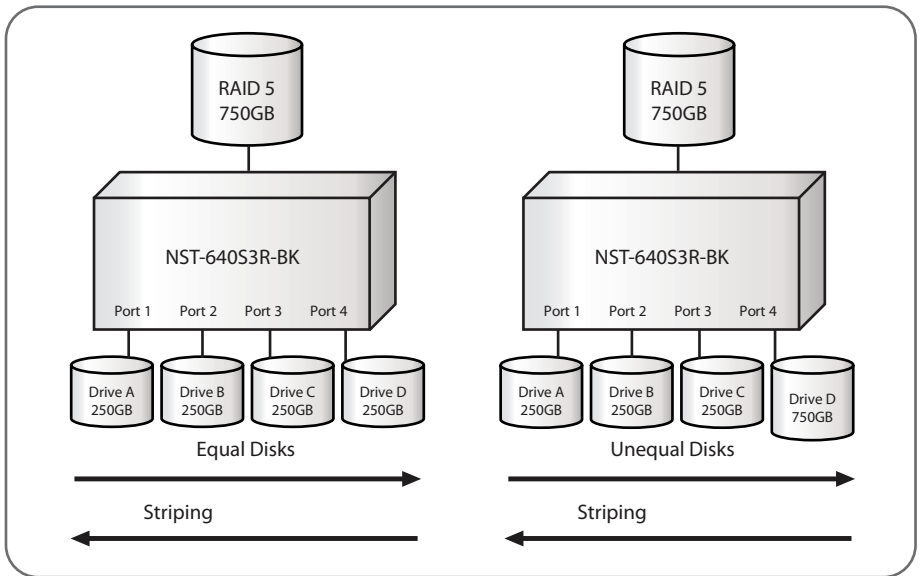 RAID 5
750GB
NST-640S3R-BK
Port 1 Port 2 Port 3 Port 4
Drive A
250GB
Drive B
250GB
Drive C
250GB
Drive D
250GB
Equal Disks
Striping
RAID 5
750GB
NST-640S3R-BK
Port 1 Port 2 Port 3 Port 4
Drive A
250GB
Drive B
250GB
Drive C
250GB
Drive D
750GB
Unequal Disks
Striping